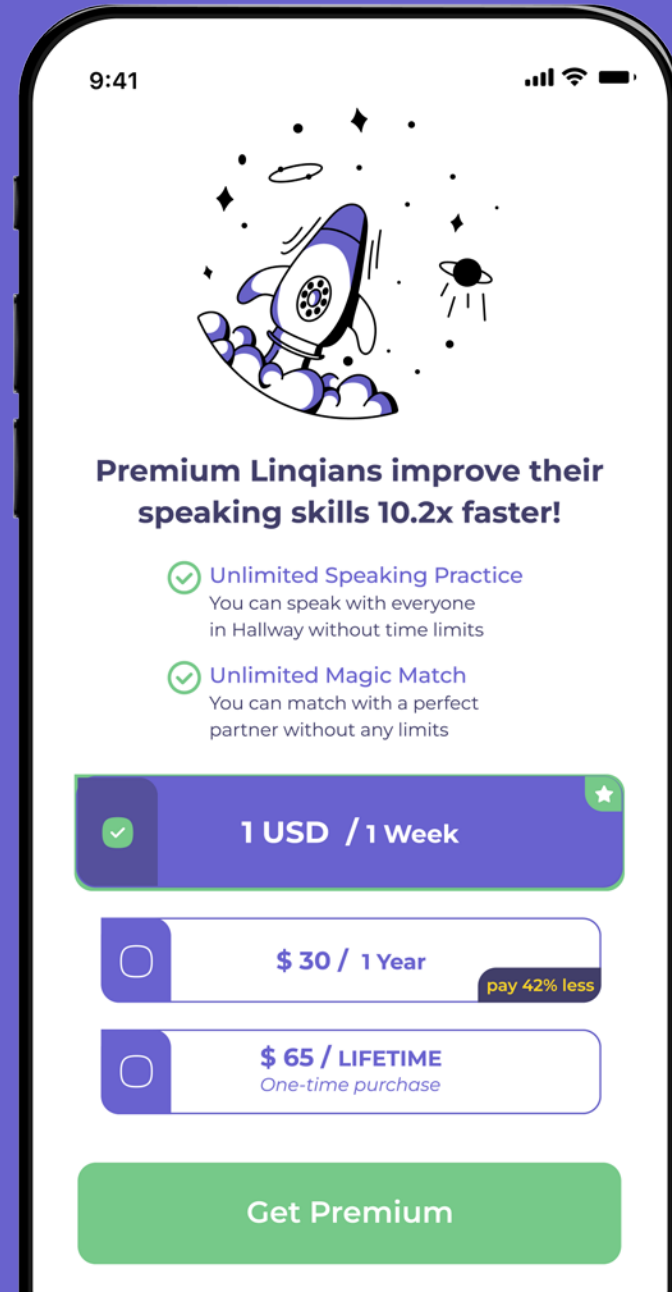 9:41
Premium Linqians improve their
speaking skills 10.2x faster!
Unlimited Speaking Practice
You can speak with everyone
in Hallway without time limits
Unlimited Magic Match
You can match with a perfect
partner without any limits
1 USD / 1 Week
$ 30 / 1 Year
pay 42% less
$ 65 / LIFETIME
One-time purchase
Get Premium